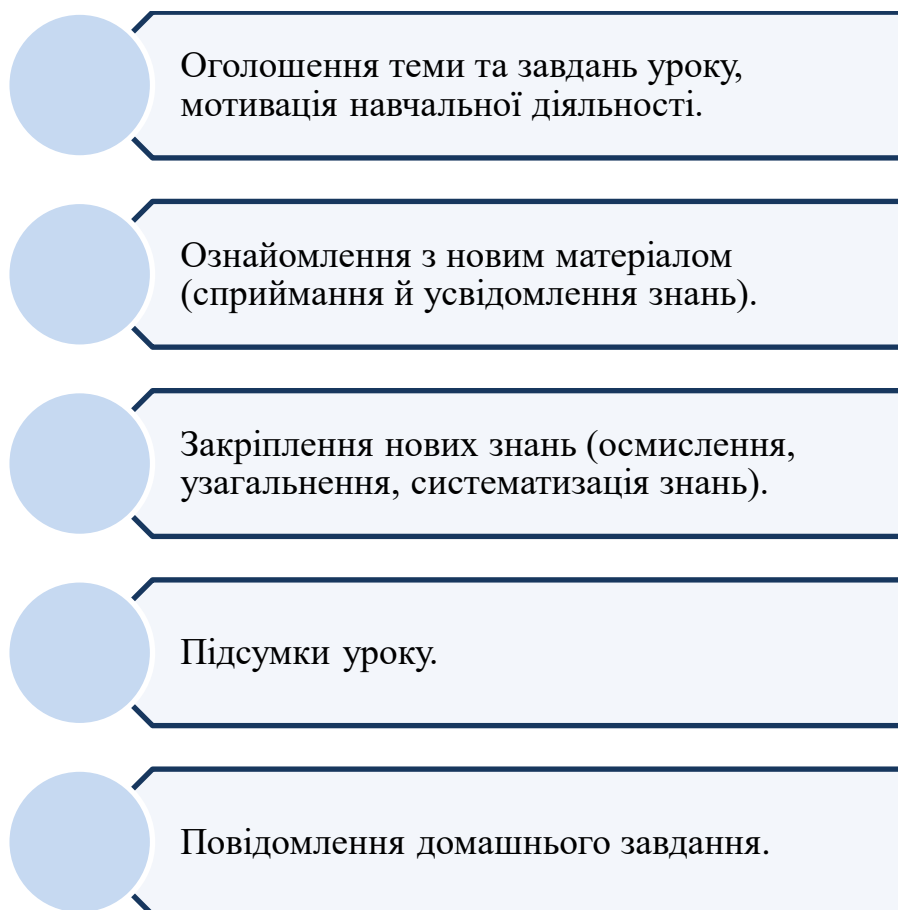 Оголошення теми та завдань уроку,
мотивація навчальної діяльності.
Ознайомлення з новим матеріалом
(сприймання й усвідомлення знань).
Закріплення нових знань (осмислення,
узагальнення, систематизація знань).
Підсумки уроку.
Повідомлення домашнього завдання.